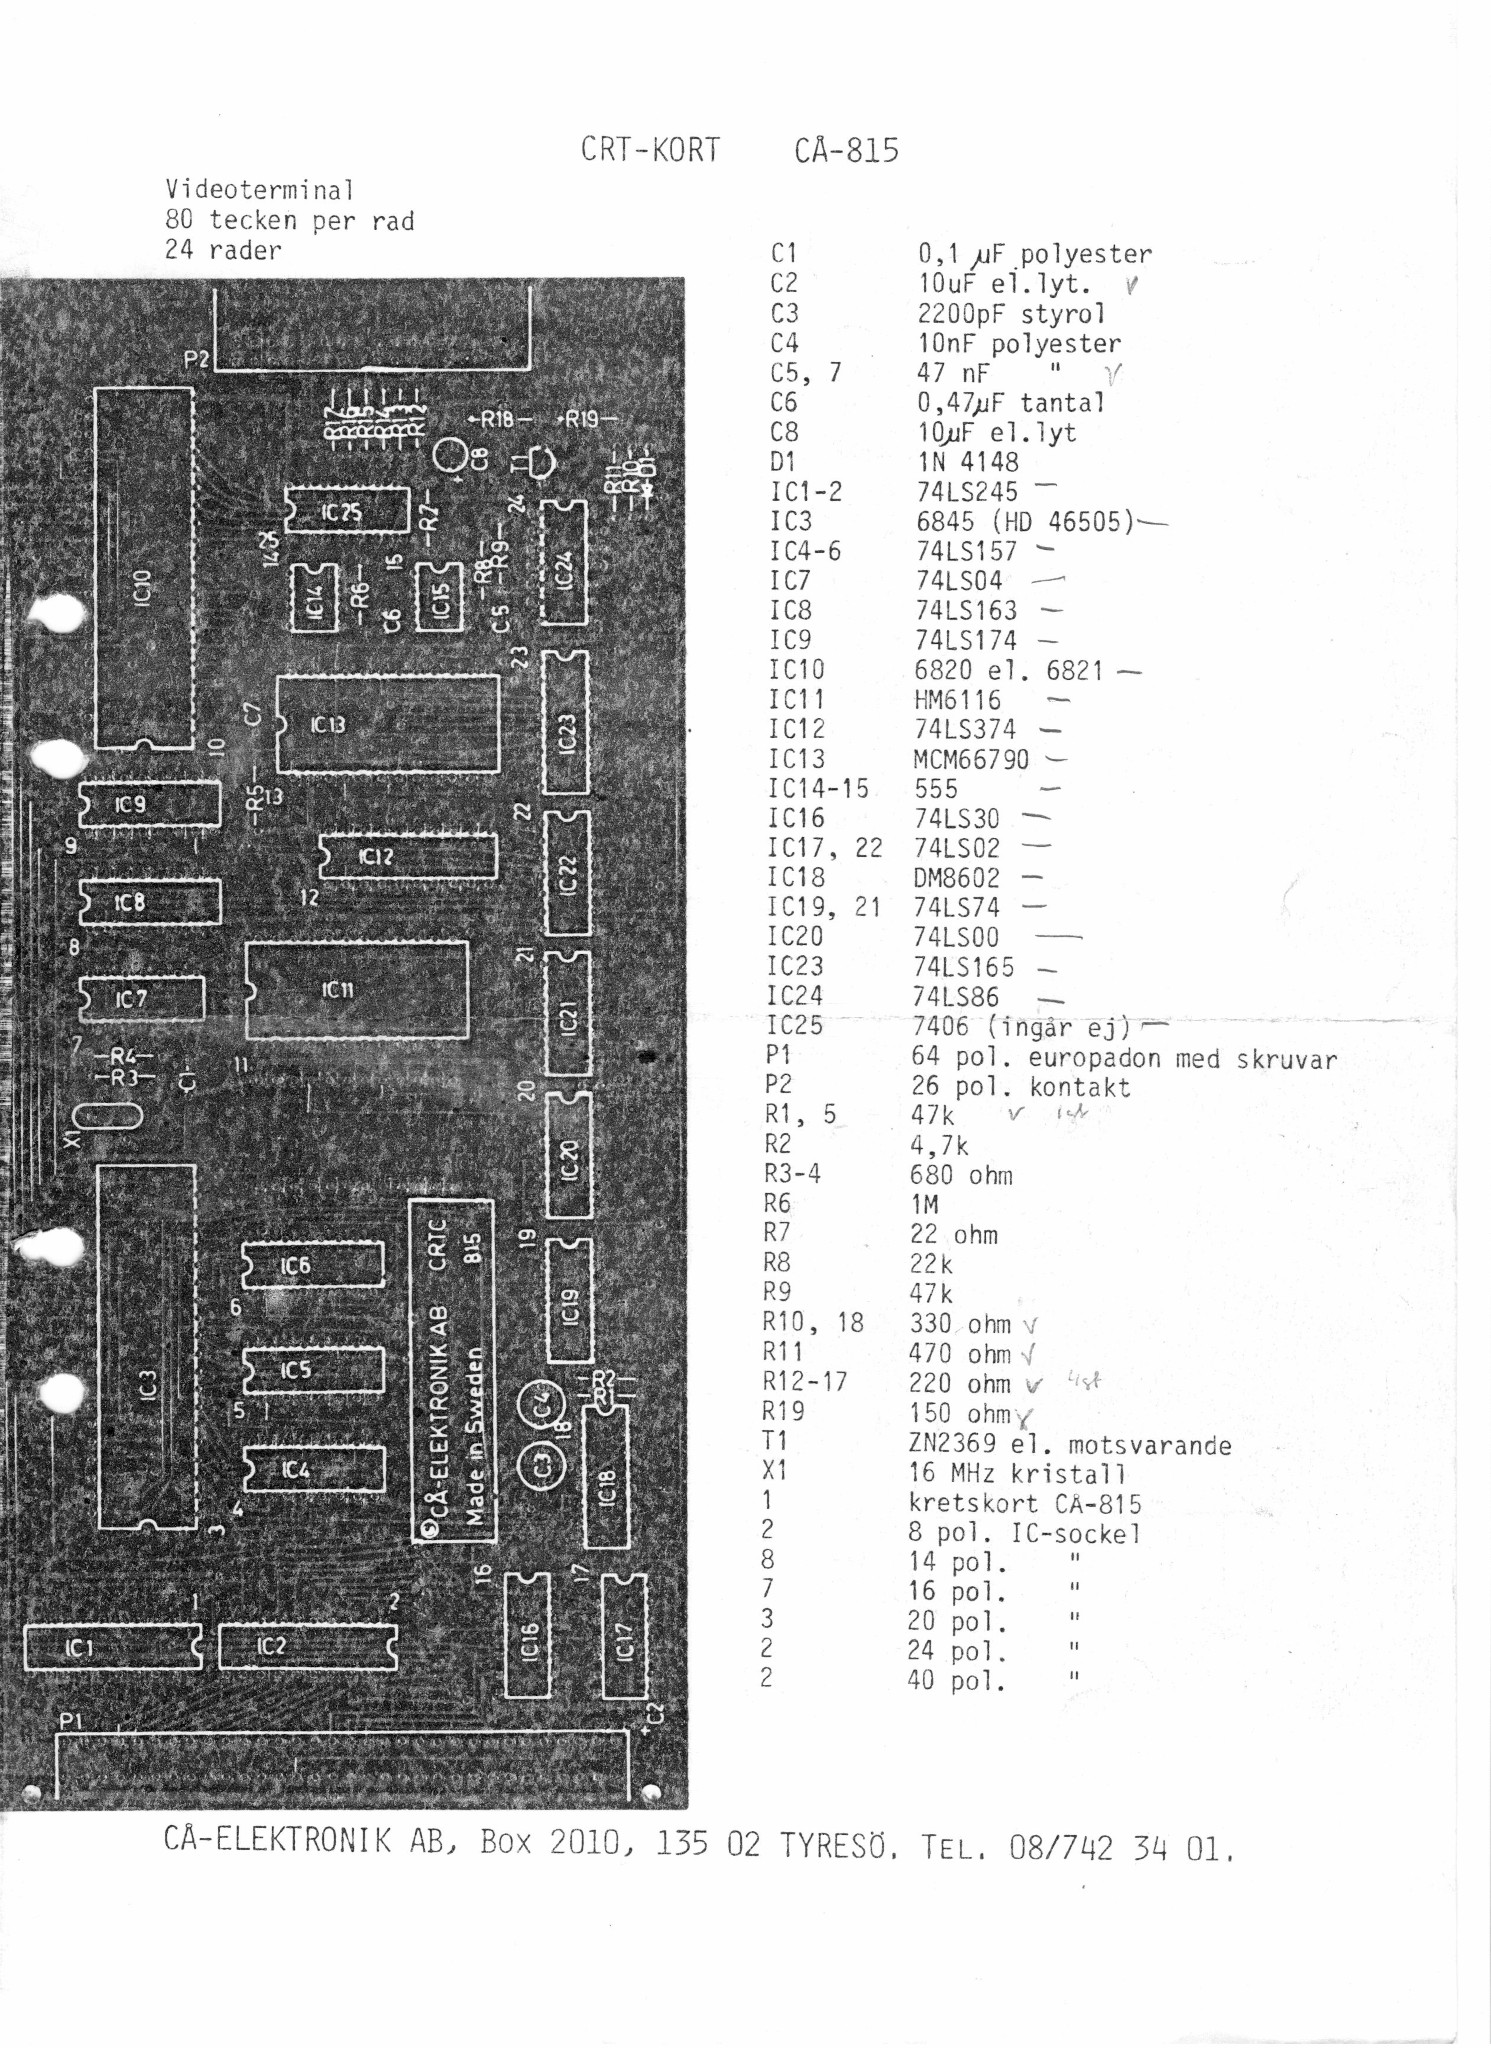 CRT-KORT CÅ-815
Videoterminal
80 tecken per rad
24 rader
C1 0,1 µF polyester
C2 10uF el.lyt. v
C3 2200pF styrol
C4 10nF polyester
C5, 7 47 nF " v
C6 0,47µF tantal
C8 10µF el.lyt
D1 1N 4148
IC1-2 74LS245 —
IC3 6845 (HD 46505) —
IC4-6 74LS157 —
IC7 74LS04 —
IC8 74LS163 —
IC9 74LS174 —
IC10 6820 el. 6821 —
IC11 HM6116 —
IC12 74LS374 —
IC13 MCM66790 —
IC14-15 555 —
IC16 74LS30 —
IC17, 22 74LS02 —
IC18 DM8602 —
IC19, 21 74LS74 —
IC20 74LS00 —
IC23 74LS165 —
IC24 74LS86 —
IC25 7406 (ingår ej) —
P1 64 pol. europadon med skruvar
P2 26 pol. kontakt
R1, 5 47k v
R2 4,7k
R3-4 680 ohm
R6 1M
R7 22 ohm
R8 22k
R9 47k
R10, 18 330 ohm v
R11 470 ohm v
R12-17 220 ohm v 4st
R19 150 ohm v
T1 ZN2369 el. motsvarande
X1 16 MHz kristall
1 kretskort CA-815
2 8 pol. IC-sockel
8 14 pol. "
7 16 pol. "
3 20 pol. "
2 24 pol. "
2 40 pol. "
P2
R17
R16
R15
R14
R13
R12
+R18
+R19
C8
+
T1
R11
R10
D1
IC10
10
IC25
R7
24
IC24
14
15
IC14
R6
C6
IC15
R8
R9
C5
23
C7
IC13
IC23
R5
13
IC9
9
IC12
12
22
IC22
IC8
8
IC11
11
21
IC21
IC7
7
R4
R3
C1
X1
20
IC20
IC3
3
IC6
6
IC5
5
IC4
4
© CÅ-ELEKTRONIK AB CRTC
Made in Sweden 815
19
IC19
R2
R1
C4
C3
18
IC18
IC1
1
IC2
2
16
IC16
17
IC17
P1
+C2
CÅ-ELEKTRONIK AB, Box 2010, 135 02 TYRESÖ. TEL. 08/742 34 01.